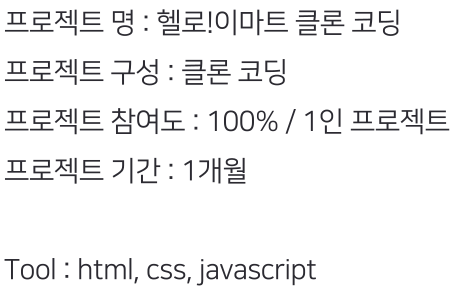 프로젝트 명 : 헬로!이마트 클론 코딩
프로젝트 구성 : 클론 코딩
프로젝트 참여도 : 100% / 1인 프로젝트
프로젝트 기간 : 1개월
Tool : html, css, javascript